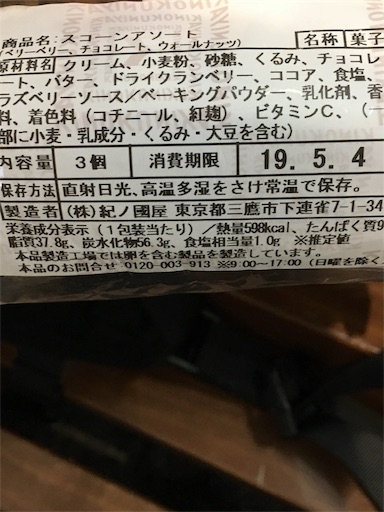 商品名:スコーンアソート
(ベリーベリー、チョコレート、ウォールナッツ) 名称 菓子
原材料名 クリーム、小麦粉、砂糖、くるみ、チョコレ
ート、バター、ドライクランベリー、ココア、食塩、
ラズベリーソース/ベーキングパウダー、乳化剤、香
料、着色料(コチニール、紅麹)、ビタミンC、(一
部に小麦・乳成分・くるみ・大豆を含む)
内容量 3個 消費期限 19.5.4
保存方法 直射日光、高温多湿をさけ常温で保存。
製造者 (株)紀ノ國屋 東京都三鷹市下連雀7-1-34
栄養成分表示(1包装当たり)/熱量598kcal、たんぱく質9
脂質37.8g、炭水化物56.3g、食塩相当量1.0g ※推定値
本品製造工場では卵を含む製品を製造しています。
本品のお問合せ 0120-003-913 ※9:00~17:00(日曜を除く